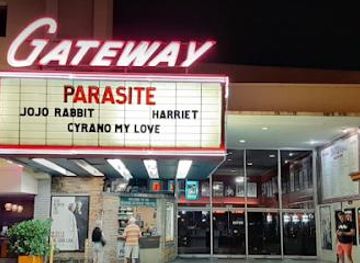 GATEWAY
PARASITE
JOJO RABBIT HARRIET
CYRANO MY LOVE